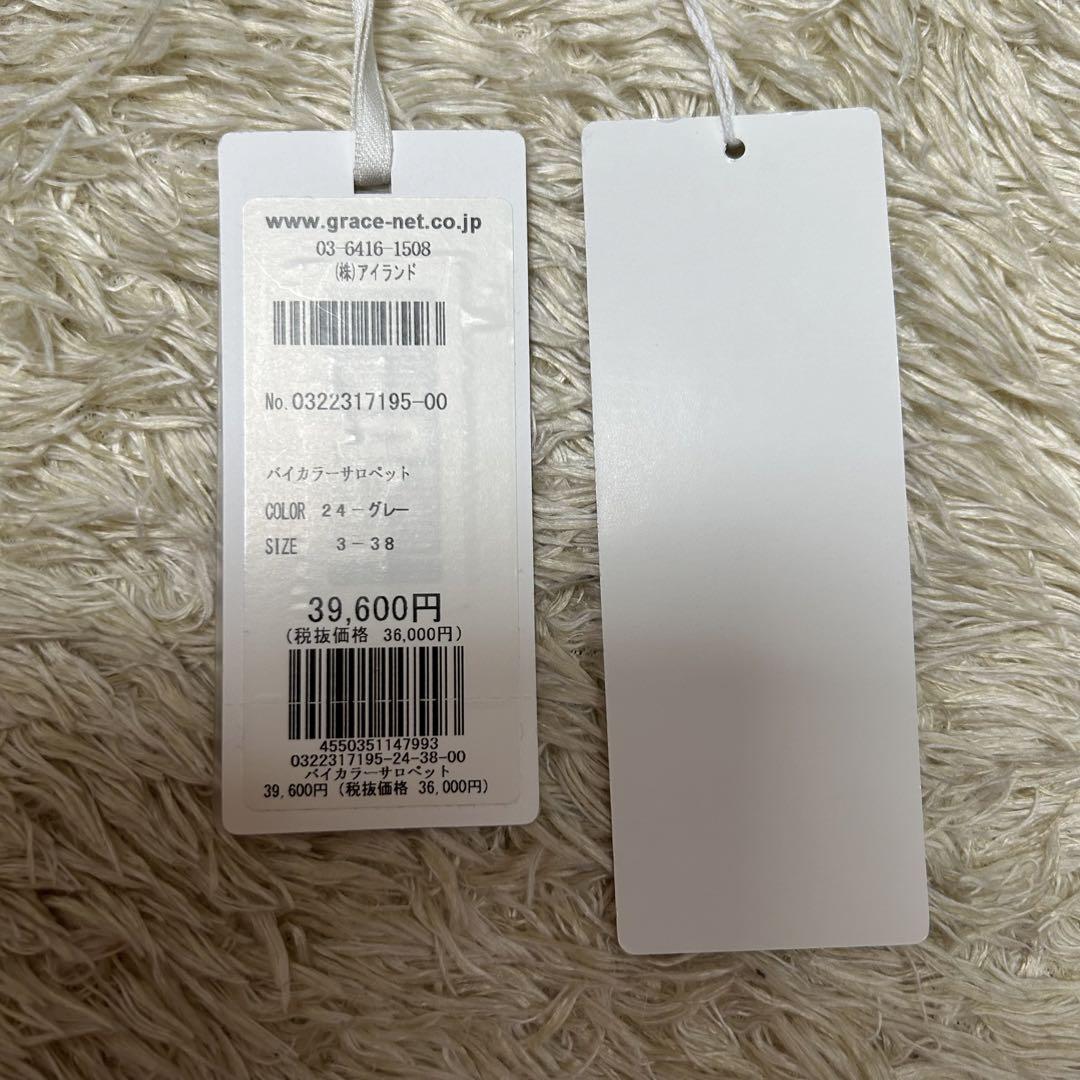 www.grace-net.co.jp
03-6416-1508
(株)アイランド
No.0322317195-00
バイカラーサロペット
COLOR 24-グレー
SIZE 3-38
39,600円
(税抜価格 36,000円)
4550351147993
0322317195-24-38-00
バイカラーサロペット
39,600円 (税抜価格 36,000円)